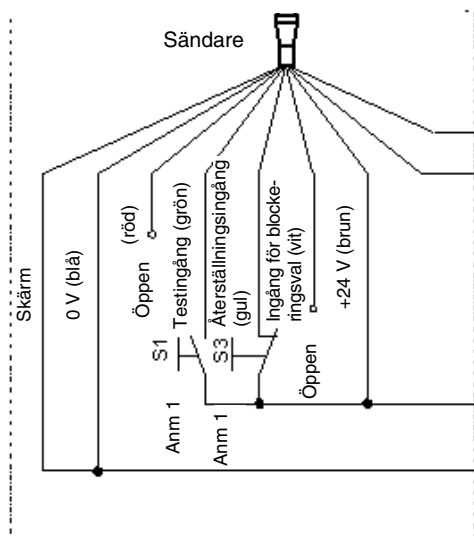 Sändare
Skärm
0 V (blå)
Öppen
(röd)
Testingång (grön)
Återställningsingång
(gul)
Ingång för blocke-
ringsval (vit)
Öppen
+24 V (brun)
S1
S3
Anm 1
Anm 1